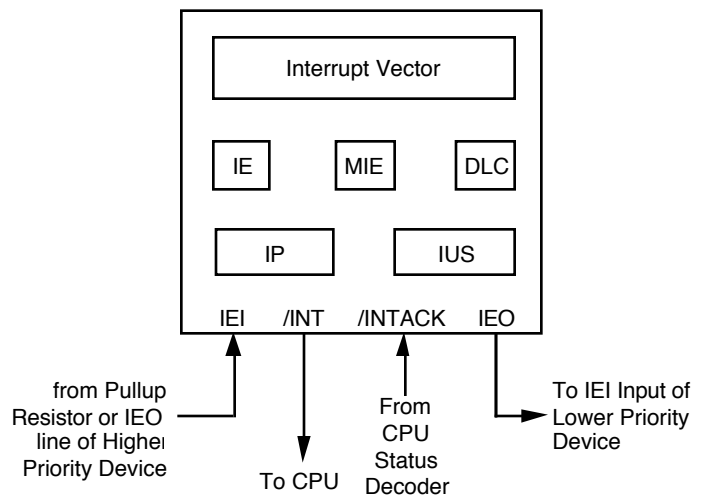 Interrupt Vector
IE
MIE
DLC
IP
IUS
IEI
/INT
/INTACK
IEO
from Pullup
Resistor or IEO
line of Higher
Priority Device
To CPU
From
CPU
Status
Decoder
To IEI Input of
Lower Priority
Device